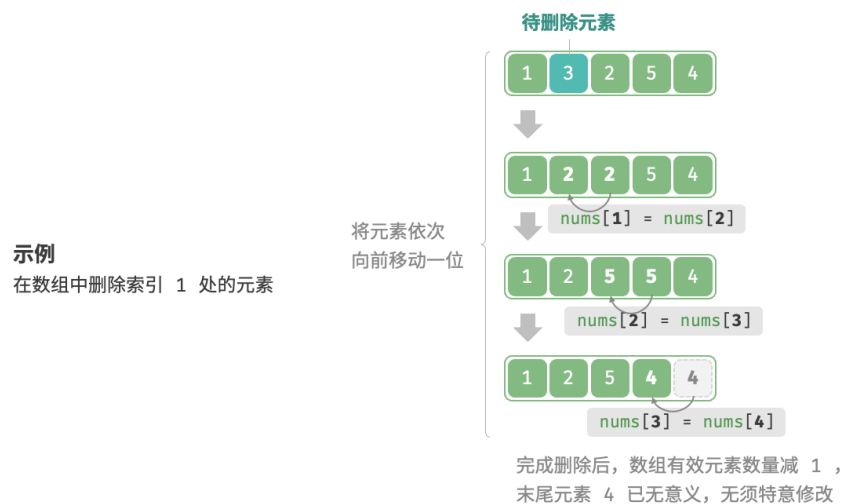 待删除元素
1 3 2 5 4
1 2 2 5 4
nums[1] = nums[2]
将元素依次
向前移动一位
示例
在数组中删除索引 1 处的元素
1 2 5 5 4
nums[2] = nums[3]
1 2 5 4 4
nums[3] = nums[4]
完成删除后，数组有效元素数量减 1 ，
末尾元素 4 已无意义，无须特意修改